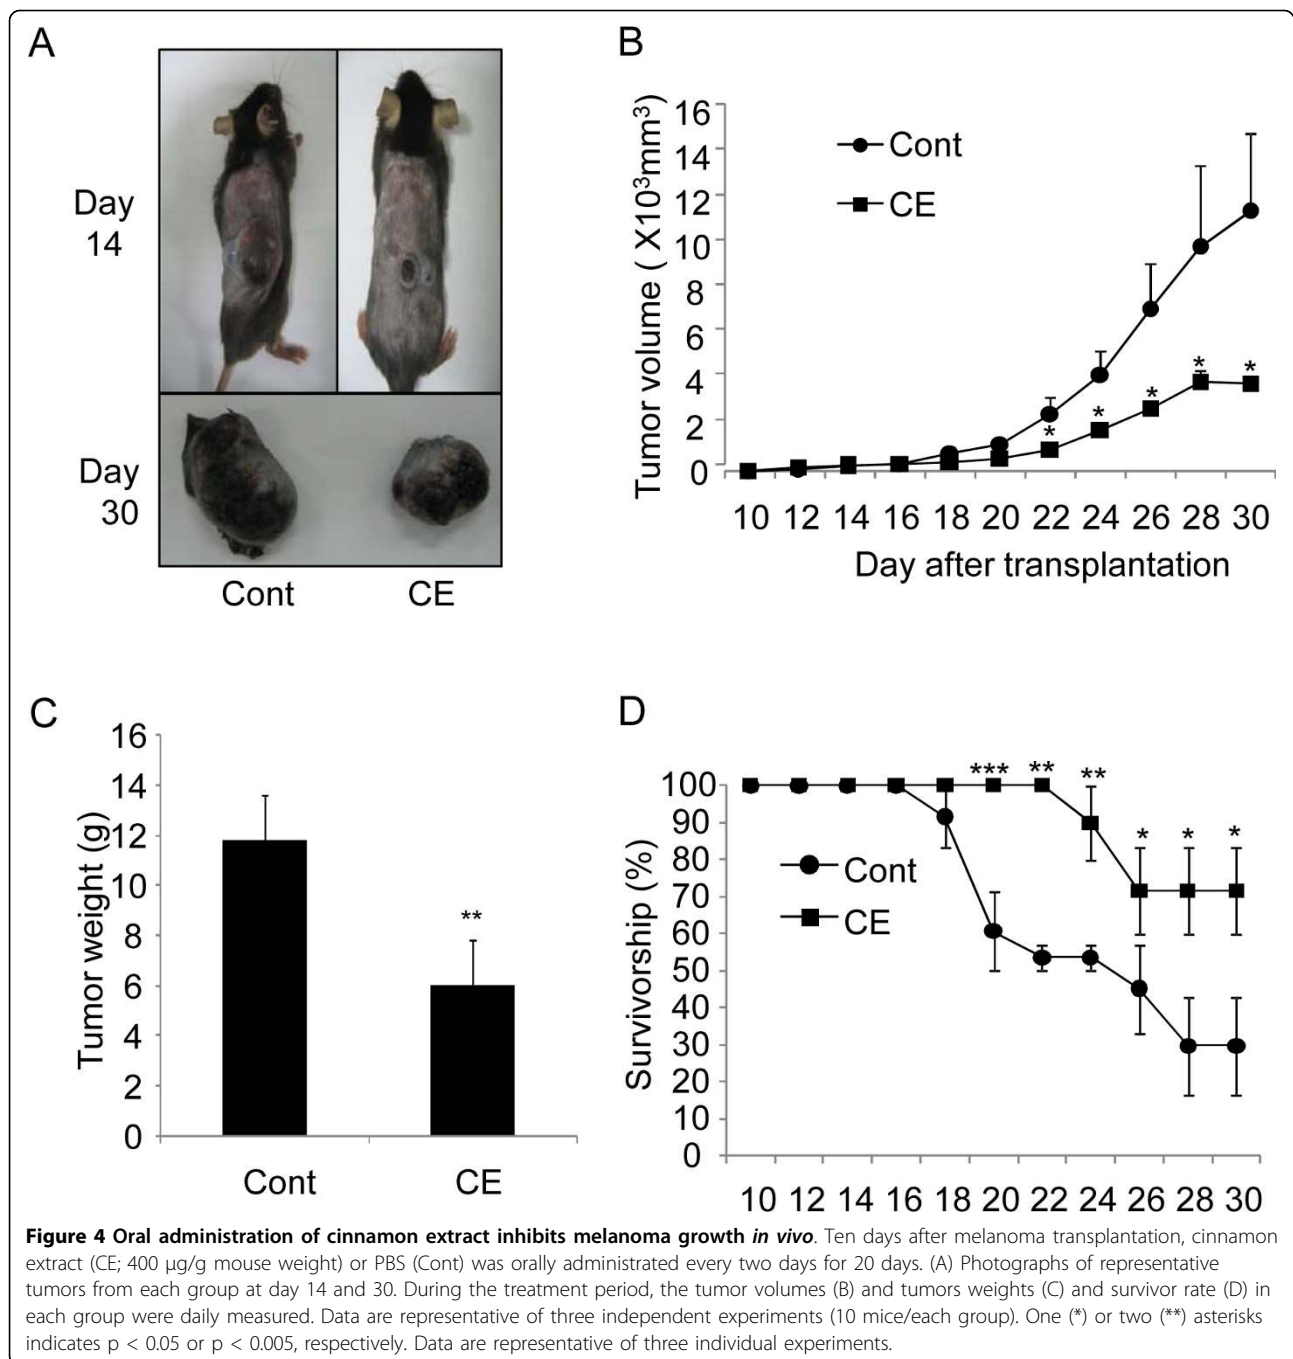 A
Day
14
Day
30
Cont CE
B
Tumor volume ( X10³mm³)
16
14
12
10
8
6
4
2
0
Cont
CE
*
*
*
*
*
10 12 14 16 18 20 22 24 26 28 30
Day after transplantation
C
Tumor weight (g)
16
14
12
10
8
6
4
2
0
**
Cont CE
D
Survivorship (%)
100
90
80
70
60
50
40
30
20
10
0
*** ** ** * * *
Cont
CE
10 12 14 16 18 20 22 24 26 28 30
Figure 4 Oral administration of cinnamon extract inhibits melanoma growth in vivo. Ten days after melanoma transplantation, cinnamon
extract (CE; 400 μg/g mouse weight) or PBS (Cont) was orally administrated every two days for 20 days. (A) Photographs of representative
tumors from each group at day 14 and 30. During the treatment period, the tumor volumes (B) and tumors weights (C) and survivor rate (D) in
each group were daily measured. Data are representative of three independent experiments (10 mice/each group). One (*) or two (**) asterisks
indicates p < 0.05 or p < 0.005, respectively. Data are representative of three individual experiments.